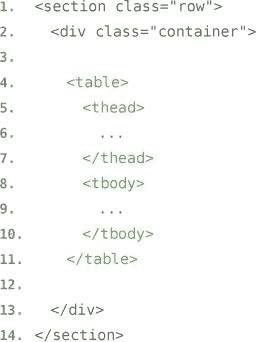 1. <section class="row">
2. <div class="container">
3.
4. <table>
5. <thead>
6. ...
7. </thead>
8. <tbody>
9. ...
10. </tbody>
11. </table>
12.
13. </div>
14. </section>